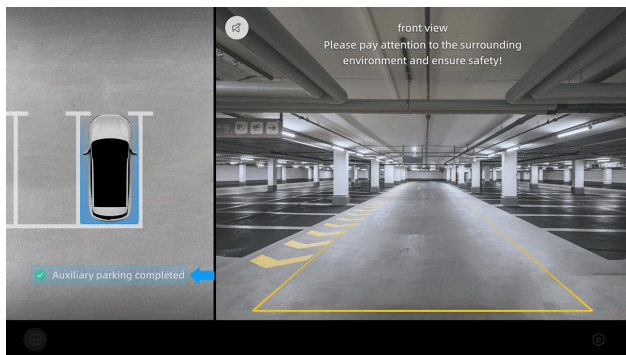 front view
Please pay attention to the surrounding
environment and ensure safety!
Auxiliary parking completed